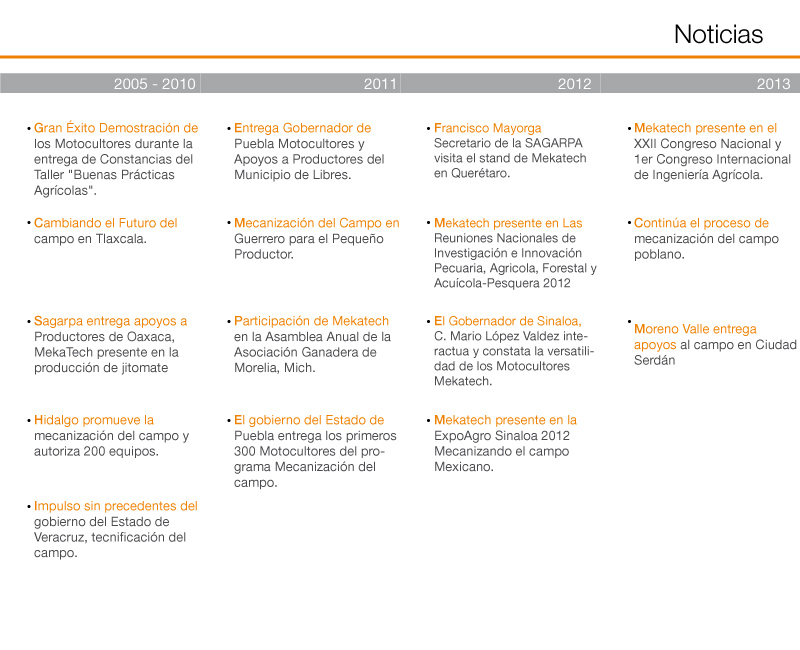 Noticias
2005 - 2010
2011
2012
2013
• Gran Éxito Demostración de
los Motocultores durante la
entrega de Constancias del
Taller "Buenas Prácticas
Agrícolas".
• Cambiando el Futuro del
campo en Tlaxcala.
• Sagarpa entrega apoyos a
Productores de Oaxaca,
MekaTech presente en la
producción de jitomate
• Hidalgo promueve la
mecanización del campo y
autoriza 200 equipos.
• Impulso sin precedentes del
gobierno del Estado de
Veracruz, tecnificación del
campo.
• Entrega Gobernador de
Puebla Motocultores y
Apoyos a Productores del
Municipio de Libres.
• Mecanización del Campo en
Guerrero para el Pequeño
Productor.
• Participación de Mekatech
en la Asamblea Anual de la
Asociación Ganadera de
Morelia, Mich.
• El gobierno del Estado de
Puebla entrega los primeros
300 Motocultores del pro-
grama Mecanización del
campo.
• Francisco Mayorga
Secretario de la SAGARPA
visita el stand de Mekatech
en Querétaro.
• Mekatech presente en Las
Reuniones Nacionales de
Investigación e Innovación
Pecuaria, Agricola, Forestal y
Acuícola-Pesquera 2012
• El Gobernador de Sinaloa,
C. Mario López Valdez inte-
ractua y constata la versatili-
dad de los Motocultores
Mekatech.
• Mekatech presente en la
ExpoAgro Sinaloa 2012
Mecanizando el campo
Mexicano.
• Mekatech presente en el
XXII Congreso Nacional y
1er Congreso Internacional
de Ingeniería Agrícola.
• Continúa el proceso de
mecanización del campo
poblano.
• Moreno Valle entrega
apoyos al campo en Ciudad
Serdán